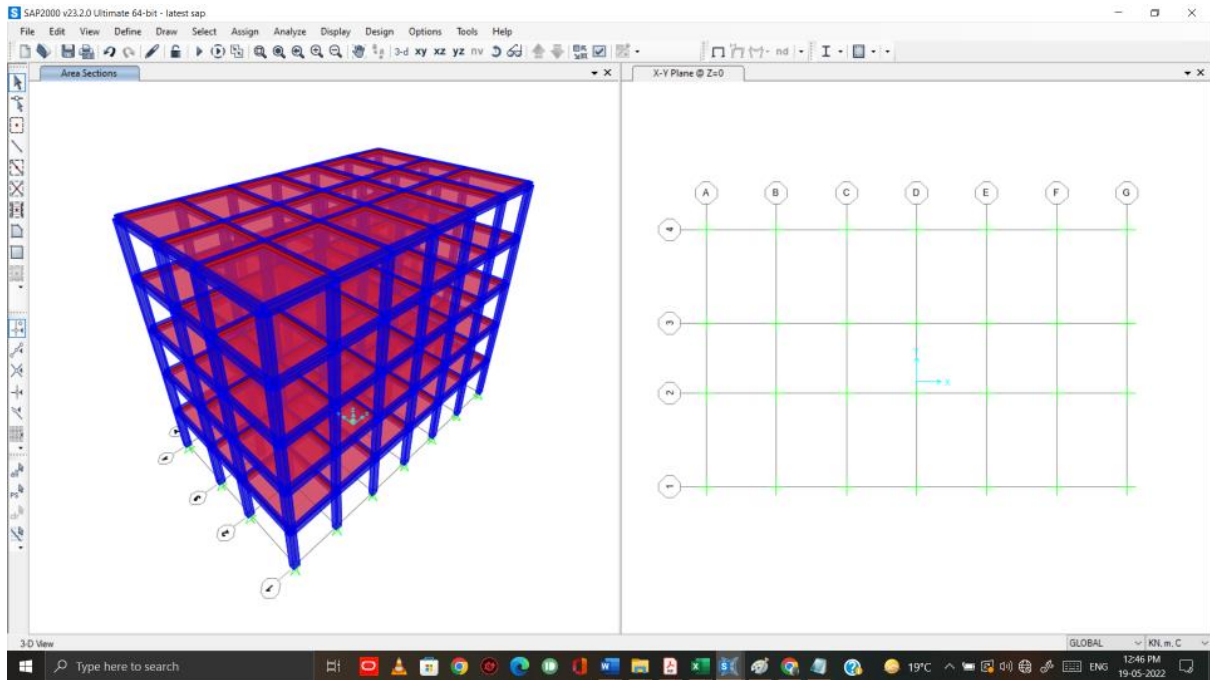 SAP2000 v23.2.0 Ultimate 64-bit - latest sap
File Edit View Define Draw Select Assign Analyze Display Design Options Tools Help
3-d xy xz yz nv nd
Area Sections
X-Y Plane @ Z=0
A B C D E F G
4
3
2
1
PS
3-D View
GLOBAL
KN, m, C
Type here to search
19°C
ENG
12:46 PM
19-05-2022